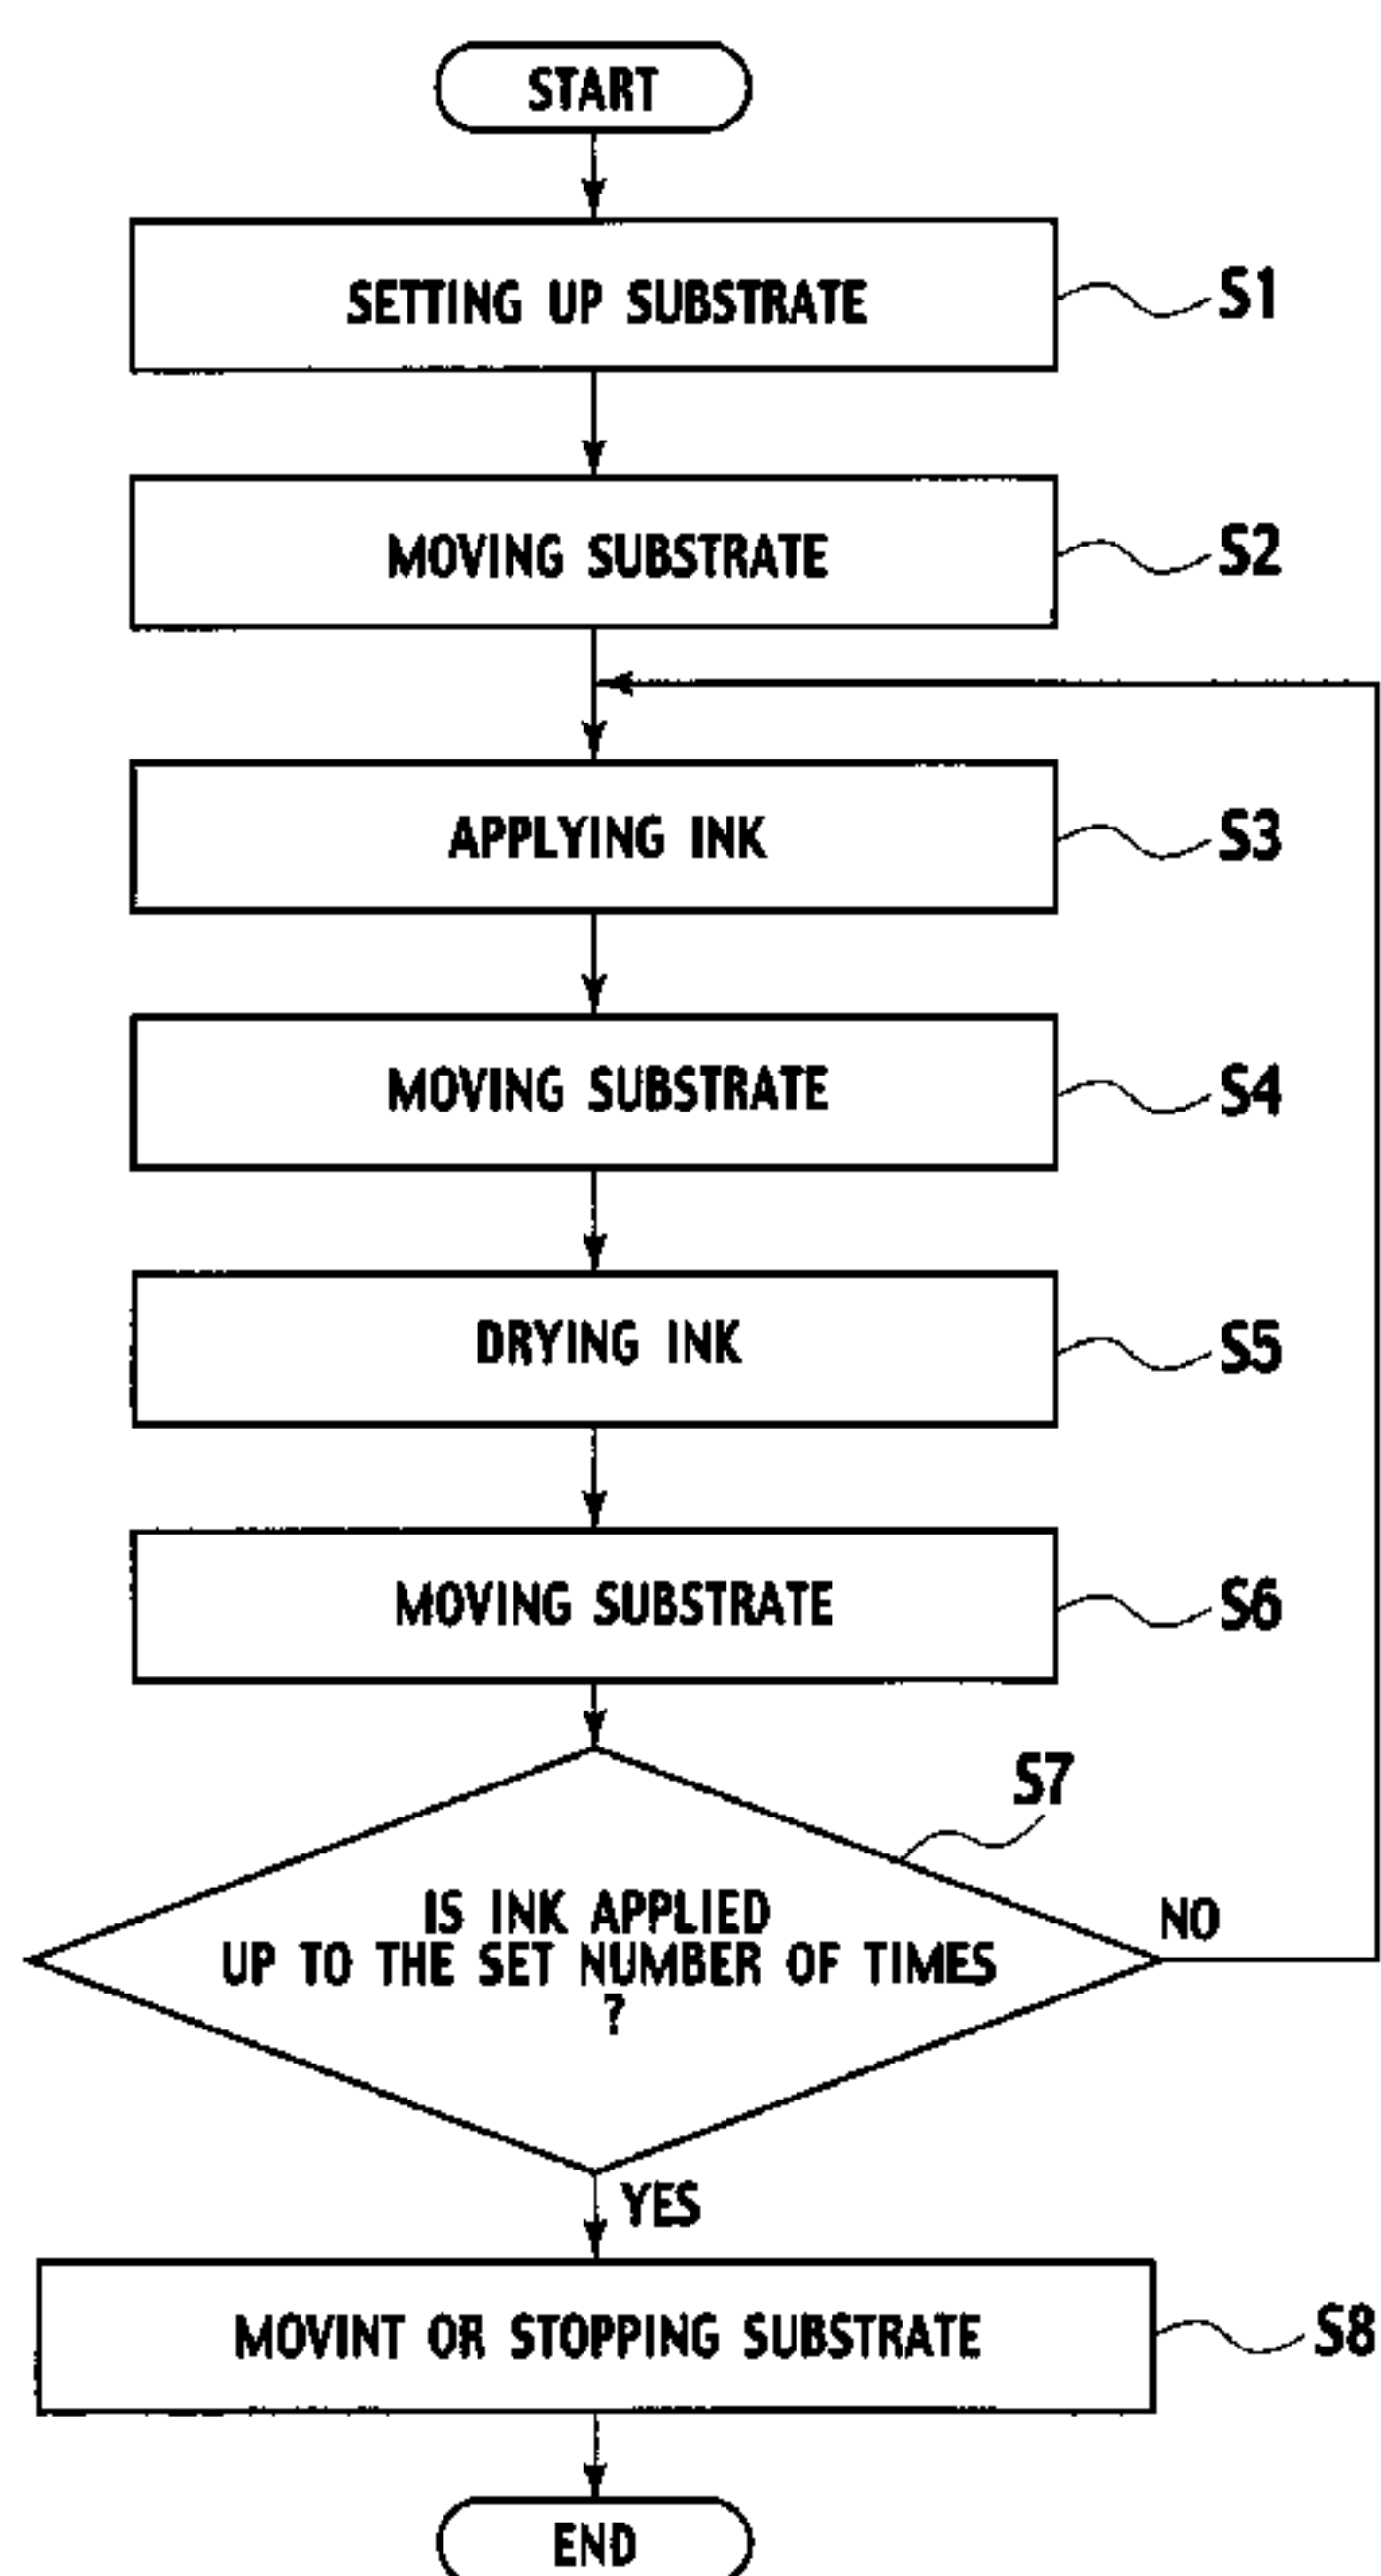 START
SETTING UP SUBSTRATE
S1
MOVING SUBSTRATE
S2
APPLYING INK
S3
MOVING SUBSTRATE
S4
DRYING INK
S5
MOVING SUBSTRATE
S6
S7
IS INK APPLIED
UP TO THE SET NUMBER OF TIMES
?
NO
YES
MOVINT OR STOPPING SUBSTRATE
S8
END